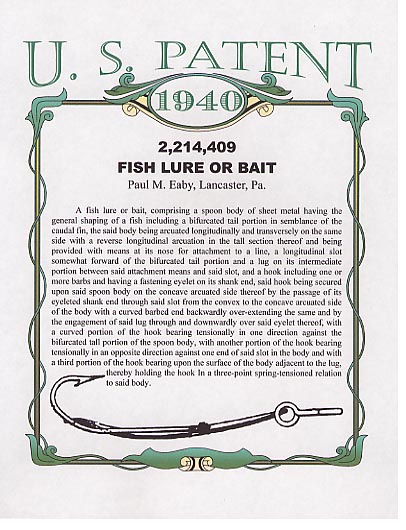 U. S. PATENT
1940
2,214,409
FISH LURE OR BAIT
Paul M. Eaby, Lancaster, Pa.
A fish lure or bait, comprising a spoon body of sheet metal having the
general shaping of a fish including a bifurcated tail portion in semblance of the
caudal fin, the said body being arcuated longitudinally and transversely on the same
side with a reverse longitudinal arcuation in the tall section thereof and being
provided with means at its nose for attachment to a line, a longitudinal slot
somewhat forward of the bifurcated tail portion and a lug on its intermediate
portion between said attachment means and said slot, and a hook including one or
more barbs and having a fastening eyelet on its shank end, said hook being secured
upon said spoon body on the concave arcuated side thereof by the passage of its
eyeleted shank end through said slot from the convex to the concave arcuated side
of the body with a curved barbed end backwardly over-extending the same and by
the engagement of said lug through and downwardly over said eyelet thereof, with
a curved portion of the hook bearing tensionally in one direction against the
bifurcated tail portion of the spoon body, with another portion of the hook bearing
tensionally in an opposite direction against one end of said slot in the body and with
a third portion of the hook bearing upon the surface of the body adjacent to the lug,
thereby holding the hook In a three-point spring-tensioned relation
to said body.